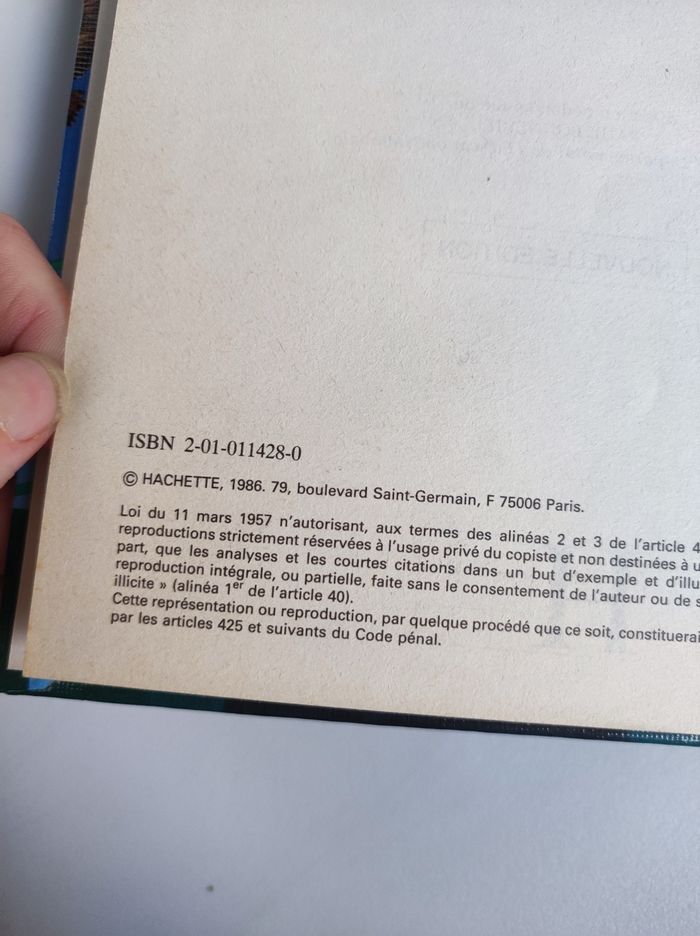 ISBN 2-01-011428-0
© HACHETTE, 1986. 79, boulevard Saint-Germain, F 75006 Paris.
Loi du 11 mars 1957 n'autorisant, aux termes des alinéas 2 et 3 de l'article 4
reproductions strictement réservées à l'usage privé du copiste et non destinées à u
part, que les analyses et les courtes citations dans un but d'exemple et d'illu
reproduction intégrale, ou partielle, faite sans le consentement de l'auteur ou de s
illicite » (alinéa 1er de l'article 40).
Cette représentation ou reproduction, par quelque procédé que ce soit, constituerai
par les articles 425 et suivants du Code pénal.